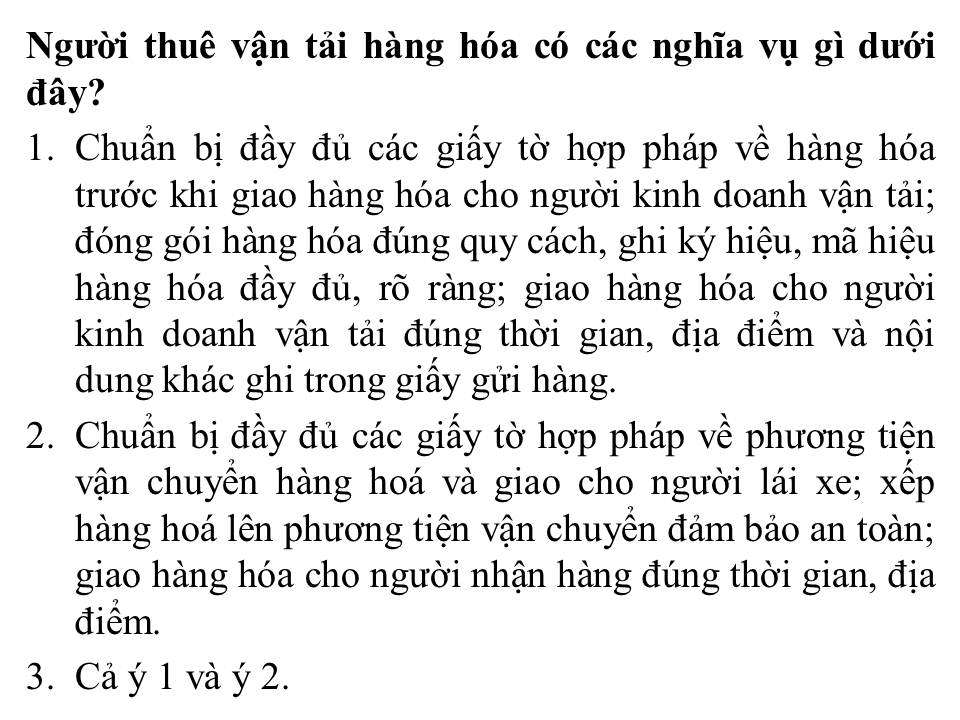 Người thuê vận tải hàng hóa có các nghĩa vụ gì dưới
đây?
1. Chuẩn bị đầy đủ các giấy tờ hợp pháp về hàng hóa
trước khi giao hàng hóa cho người kinh doanh vận tải;
đóng gói hàng hóa đúng quy cách, ghi ký hiệu, mã hiệu
hàng hóa đầy đủ, rõ ràng; giao hàng hóa cho người
kinh doanh vận tải đúng thời gian, địa điểm và nội
dung khác ghi trong giấy gửi hàng.
2. Chuẩn bị đầy đủ các giấy tờ hợp pháp về phương tiện
vận chuyển hàng hoá và giao cho người lái xe; xếp
hàng hoá lên phương tiện vận chuyển đảm bảo an toàn;
giao hàng hóa cho người nhận hàng đúng thời gian, địa
điểm.
3. Cả ý 1 và ý 2.